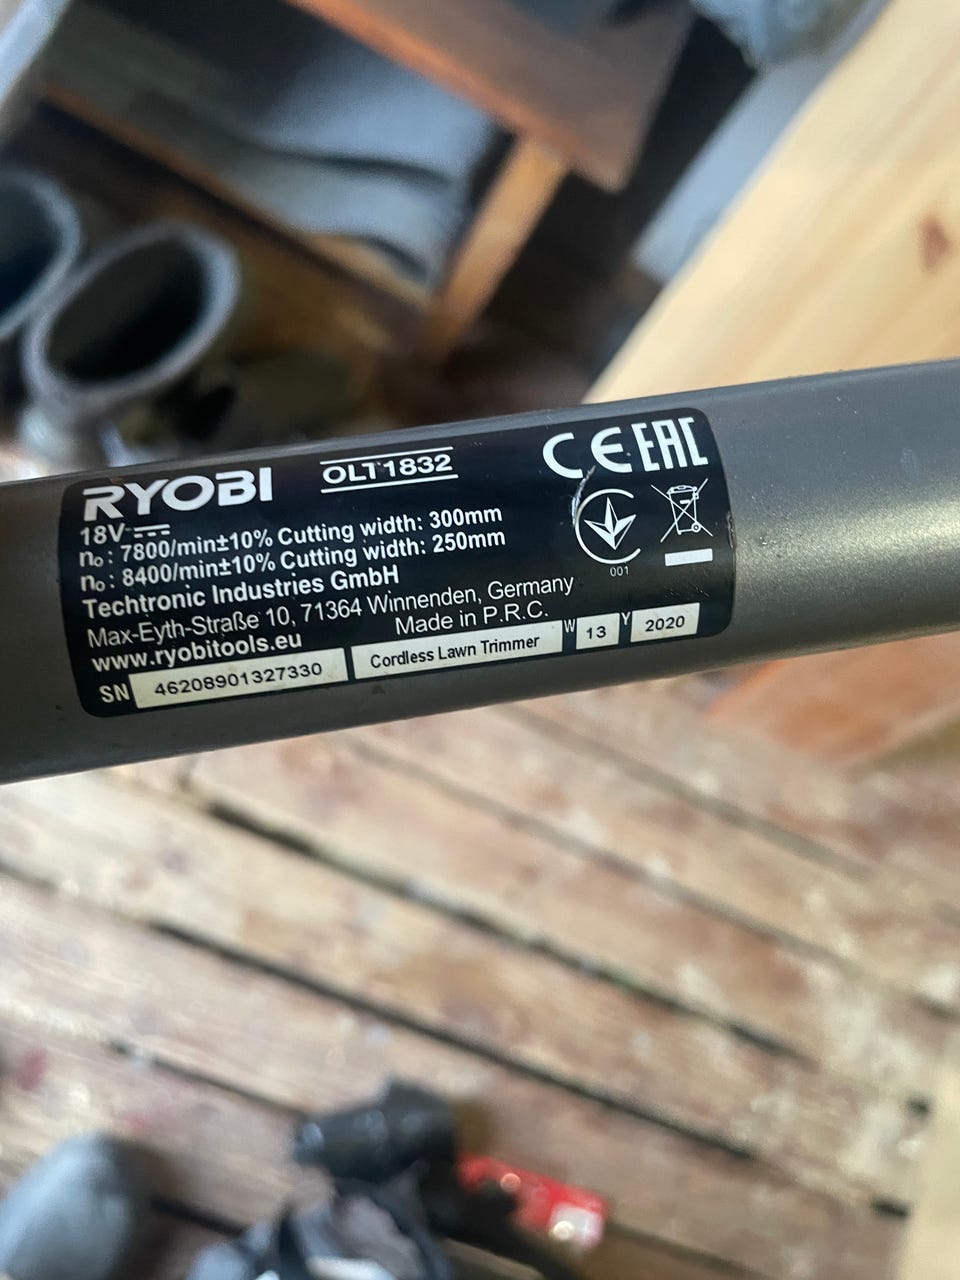 RYOBI OLT1832 CE EAC
18V
n₀ : 7800/min±10% Cutting width: 300mm
n₀ : 8400/min±10% Cutting width: 250mm
Techtronic Industries GmbH
Max-Eyth-Straße 10, 71364 Winnenden, Germany
www.ryobitools.eu Made in P.R.C.
001
SN 46208901327330 Cordless Lawn Trimmer W 13 Y 2020